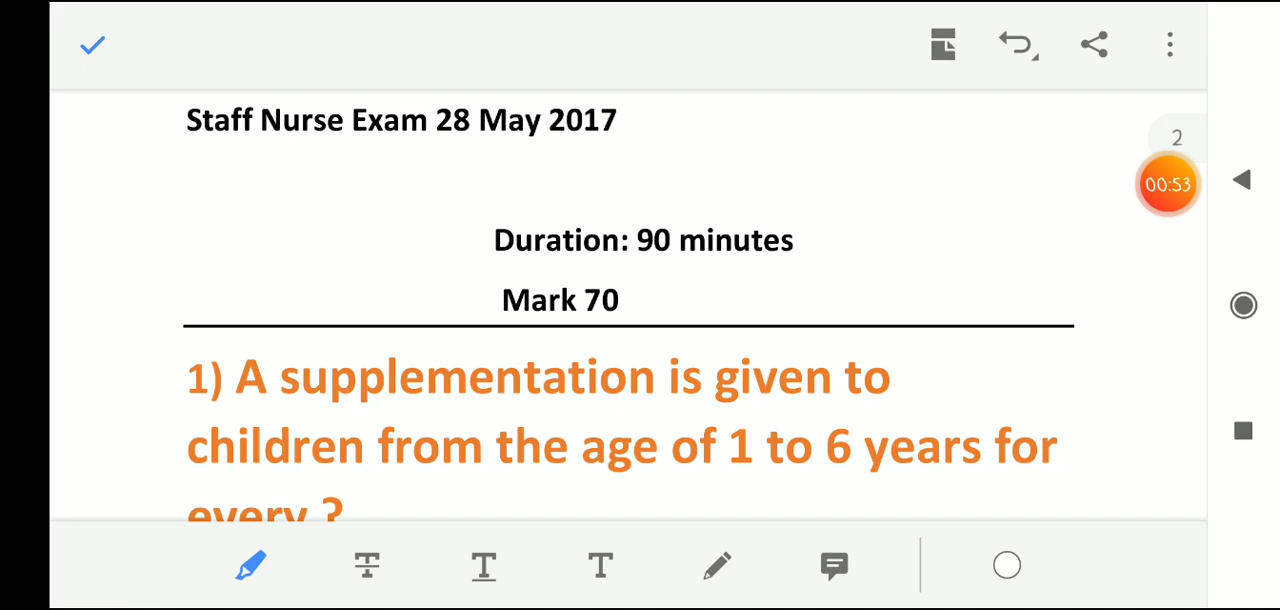 Staff Nurse Exam 28 May 2017
2
00:53
Duration: 90 minutes
Mark 70
1) A supplementation is given to
children from the age of 1 to 6 years for
every ?